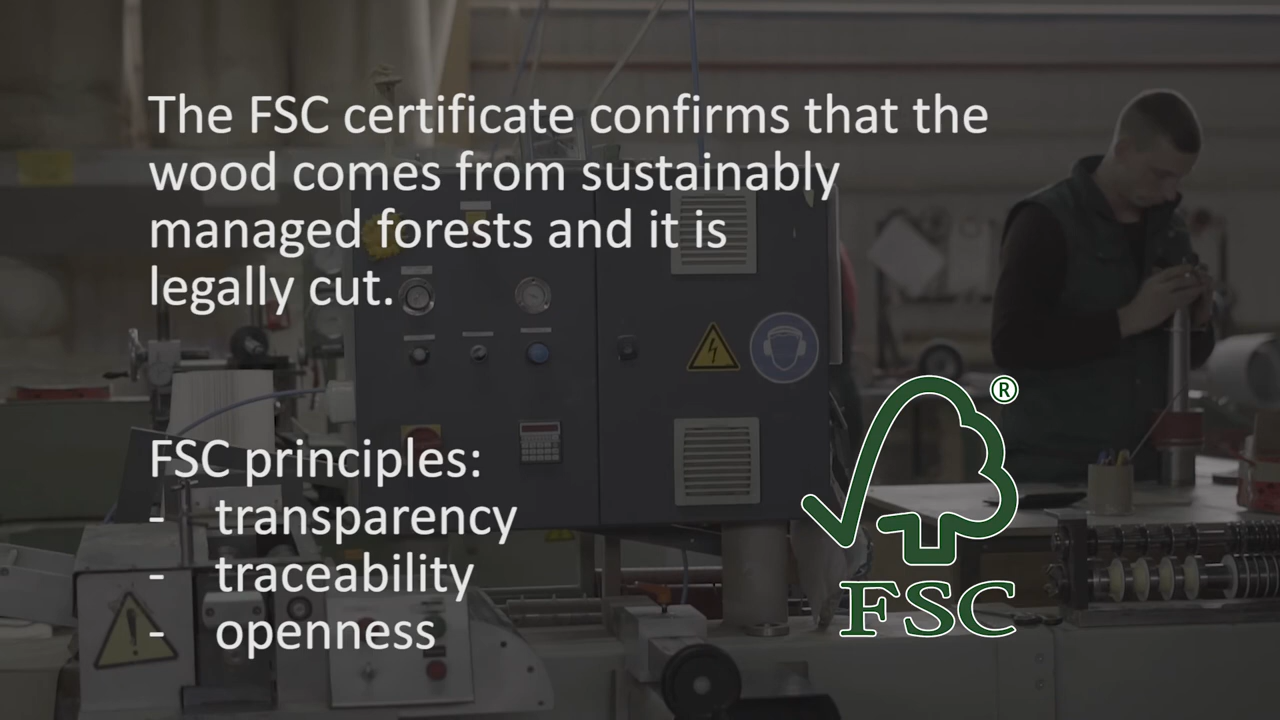 The FSC certificate confirms that the
wood comes from sustainably
managed forests and it is
legally cut.
FSC principles:
- transparency
- traceability
- openness
®
FSC